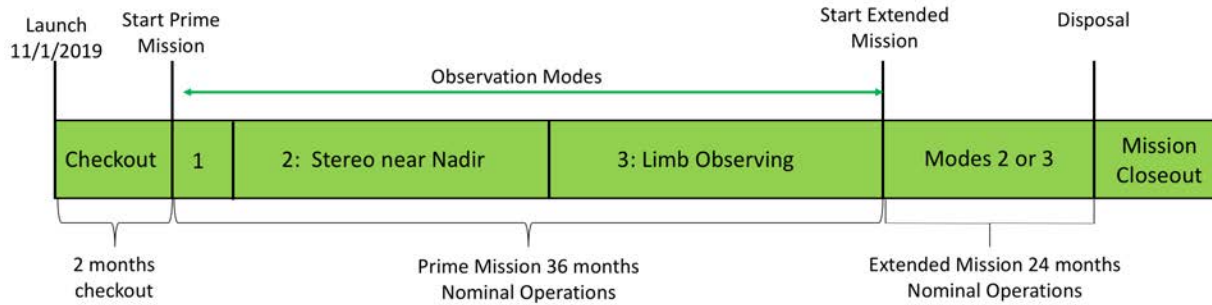 Launch
11/1/2019
Start Prime
Mission
Start Extended
Mission
Disposal
Observation Modes
Checkout
1
2: Stereo near Nadir
3: Limb Observing
Modes 2 or 3
Mission
Closeout
2 months
checkout
Prime Mission 36 months
Nominal Operations
Extended Mission 24 months
Nominal Operations